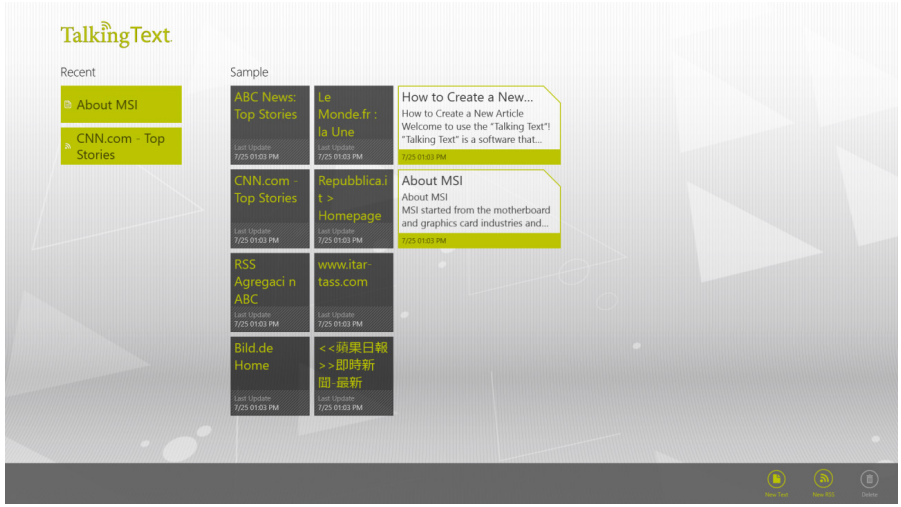 TalkingText
Recent
About MSI
CNN.com - Top
Stories
Sample
ABC News:
Top Stories
Last Update
7/25 01:03 PM
Le
Monde.fr :
la Une
Last Update
7/25 01:03 PM
How to Create a New...
How to Create a New Article
Welcome to use the "Talking Text"!
"Talking Text" is a software that...
7/25 01:03 PM
CNN.com -
Top Stories
Last Update
7/25 01:03 PM
Repubblica.i
t >
Homepage
Last Update
7/25 01:03 PM
About MSI
About MSI
MSI started from the motherboard
and graphics card industries and...
7/25 01:03 PM
RSS
Agregaci n
ABC
Last Update
7/25 01:03 PM
www.itar-
tass.com
Last Update
7/25 01:03 PM
Bild.de
Home
Last Update
7/25 01:03 PM
<<蘋果日報
>>即時新
聞-最新
Last Update
7/25 01:03 PM
New Text
New RSS
Delete